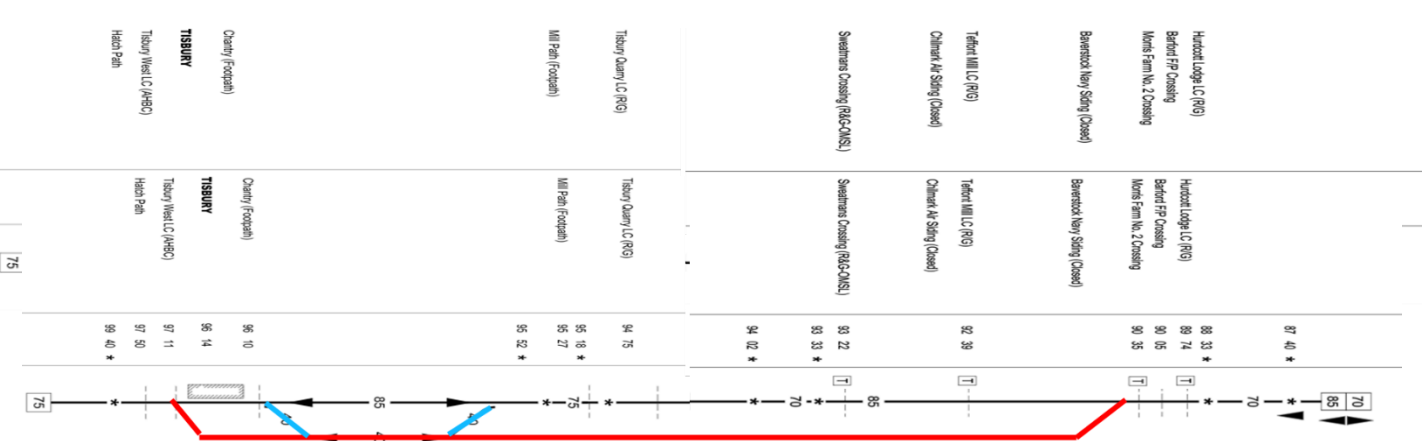 Hatch Path
Tisbury West LC (AHBC)
TISBURY
Chantry (Footpath)
Mill Path (Footpath)
Tisbury Quarry LC (R/G)
Sweatmans Crossing (R&G-OMSL)
Chilmark Air Siding (Closed)
Teffont Mill LC (R/G)
Baverstock Navy Siding (Closed)
Morris Farm No. 2 Crossing
Barford F/P Crossing
Hurdcott Lodge LC (R/G)
Hatch Path
Tisbury West LC (AHBC)
TISBURY
Chantry (Footpath)
Mill Path (Footpath)
Tisbury Quarry LC (R/G)
Sweatmans Crossing (R&G-OMSL)
Chilmark Air Siding (Closed)
Teffont Mill LC (R/G)
Baverstock Navy Siding (Closed)
Morris Farm No. 2 Crossing
Barford F/P Crossing
Hurdcott Lodge LC (R/G)
75
99 40 *
97 50
97 11
96 14
96 10
95 52 *
95 27
95 18 *
94 75
94 02 *
93 33 *
93 22
92 39
90 35
90 05
89 74
88 33 *
87 40 *
T
T
T
T
75
*
85
*
75
*
*
70
*
85
*
70
*
85
70
40